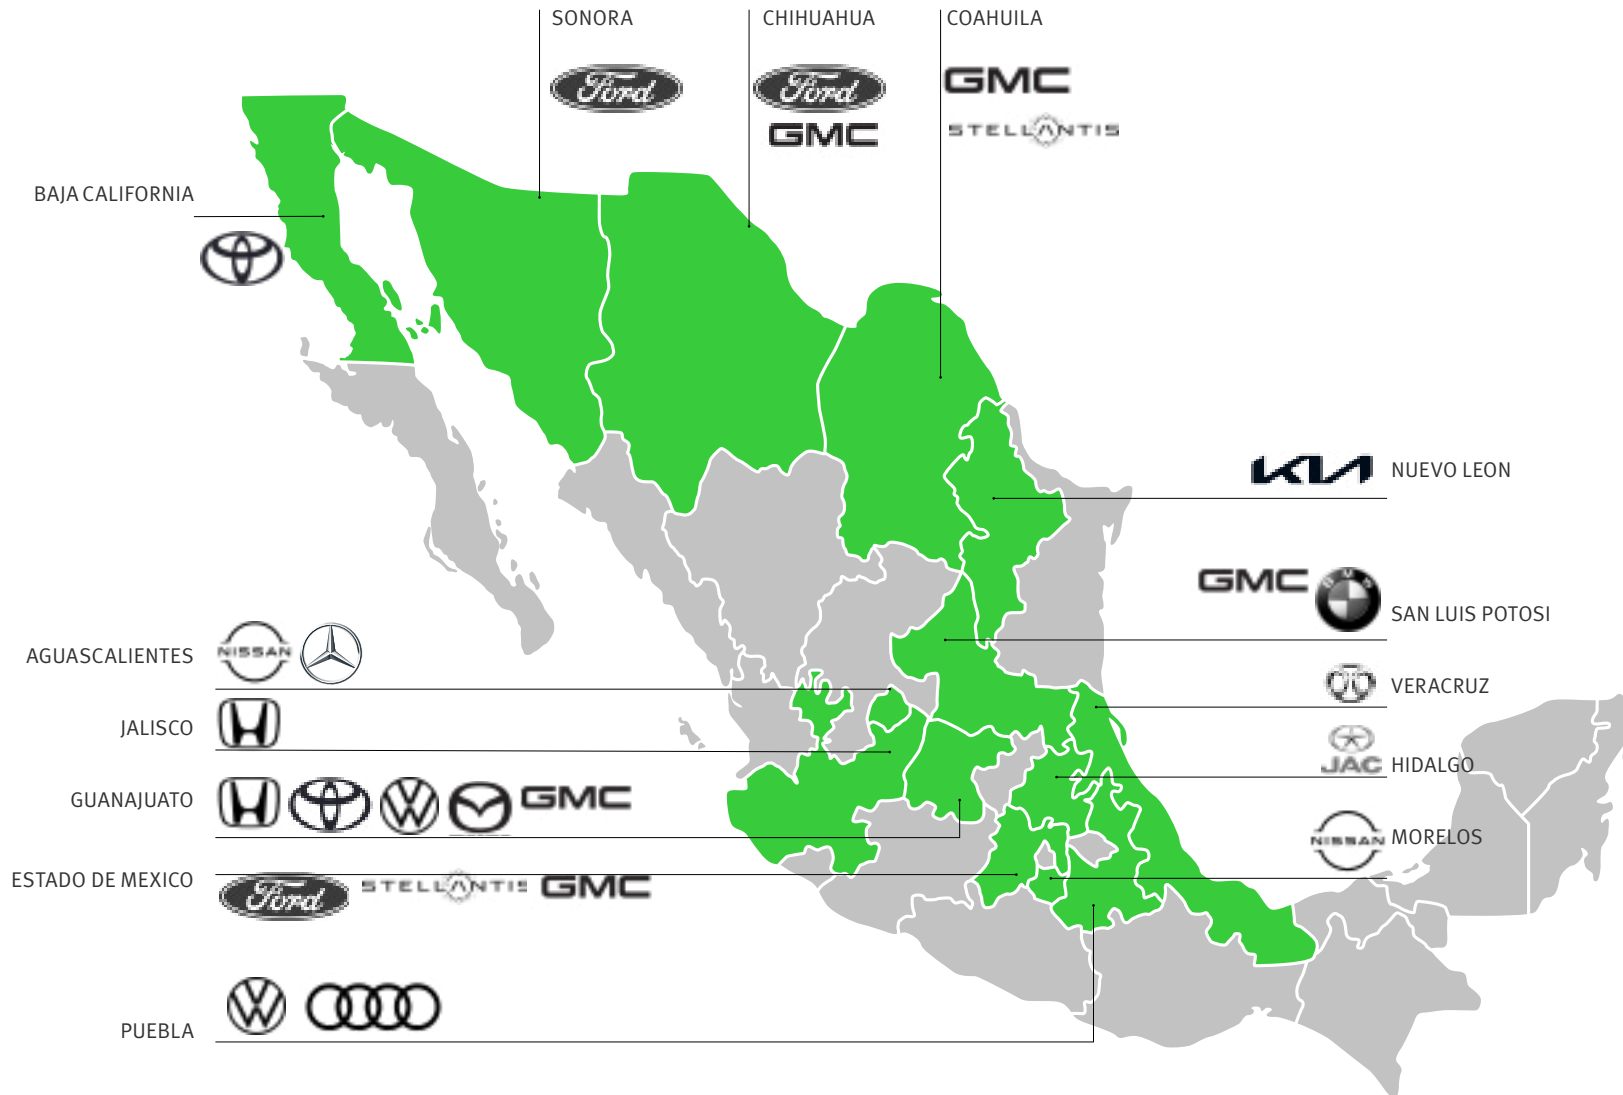 SONORA
CHIHUAHUA
COAHUILA
Ford
Ford
GMC
GMC
STELLANTIS
BAJA CALIFORNIA
KIA
NUEVO LEON
GMC
BMW
SAN LUIS POTOSI
AGUASCALIENTES
NISSAN
VERACRUZ
JALISCO
JAC
HIDALGO
GUANAJUATO
GMC
NISSAN
MORELOS
ESTADO DE MEXICO
Ford
STELLANTIS
GMC
PUEBLA